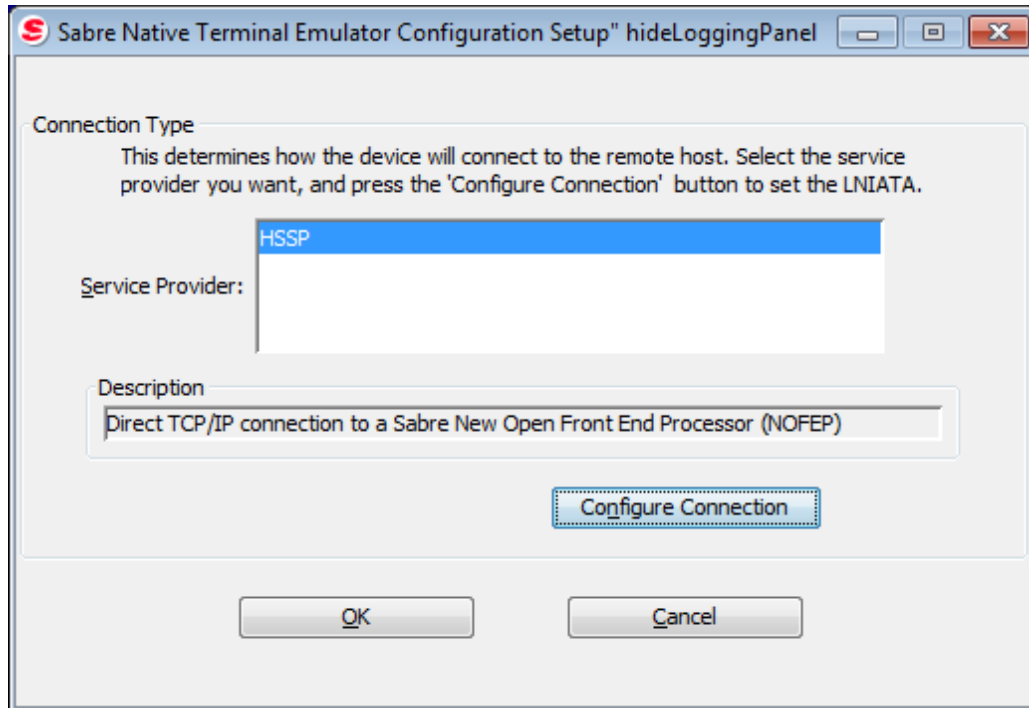 Sabre Native Terminal Emulator Configuration Setup" hideLoggingPanel
Connection Type
This determines how the device will connect to the remote host. Select the service
provider you want, and press the 'Configure Connection' button to set the LNIATA.
HSSP
Service Provider:
Description
Direct TCP/IP connection to a Sabre New Open Front End Processor (NOFEP)
Configure Connection
OK
Cancel